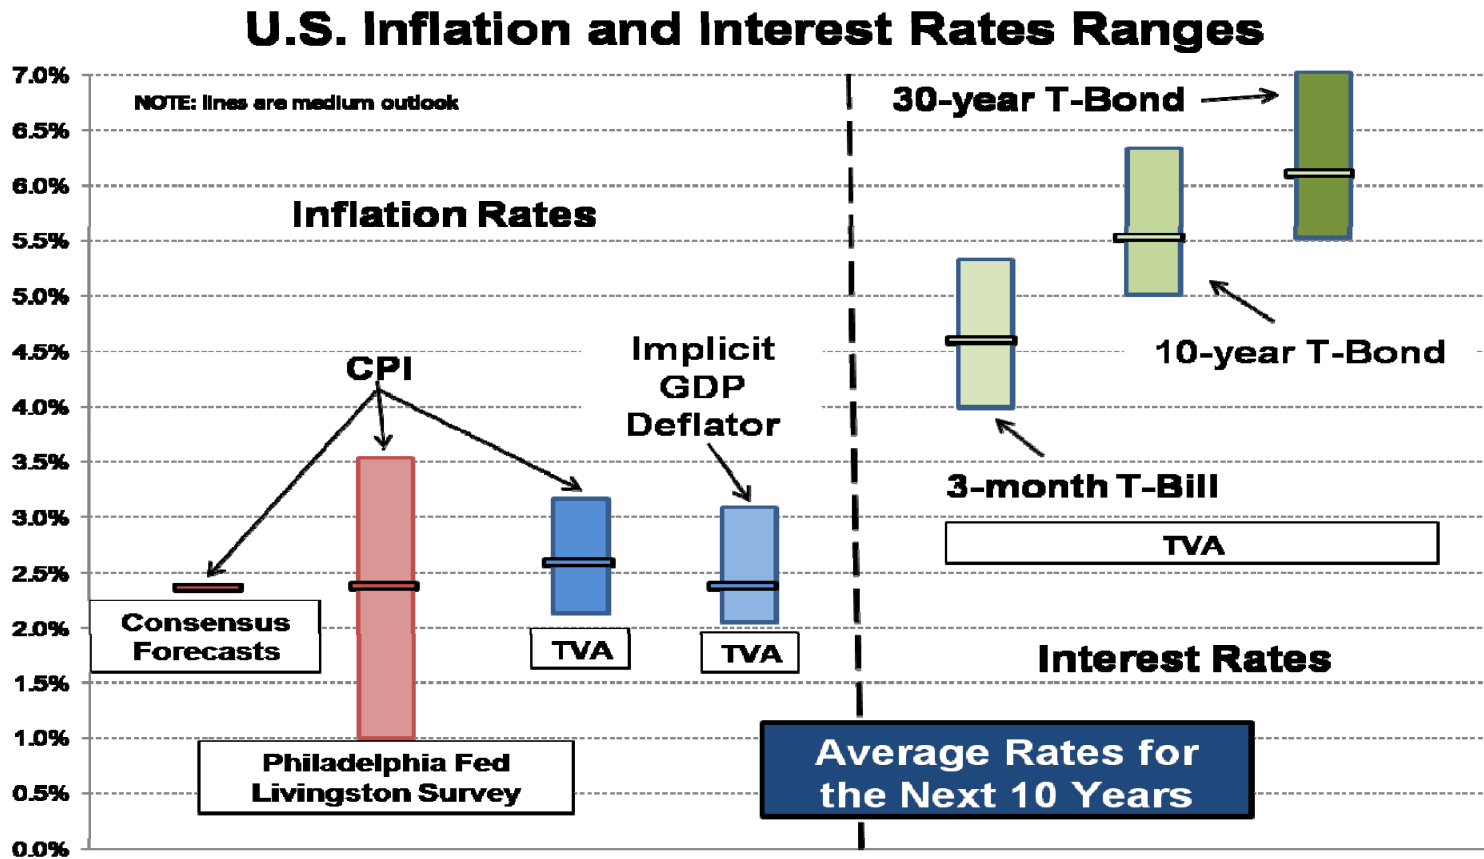 U.S. Inflation and Interest Rates Ranges
7.0%
6.5%
6.0%
5.5%
5.0%
4.5%
4.0%
3.5%
3.0%
2.5%
2.0%
1.5%
1.0%
0.5%
0.0%
NOTE: lines are medium outlook
Inflation Rates
CPI
Implicit
GDP
Deflator
Consensus
Forecasts
Philadelphia Fed
Livingston Survey
TVA
TVA
30-year T-Bond
10-year T-Bond
3-month T-Bill
TVA
Interest Rates
Average Rates for
the Next 10 Years